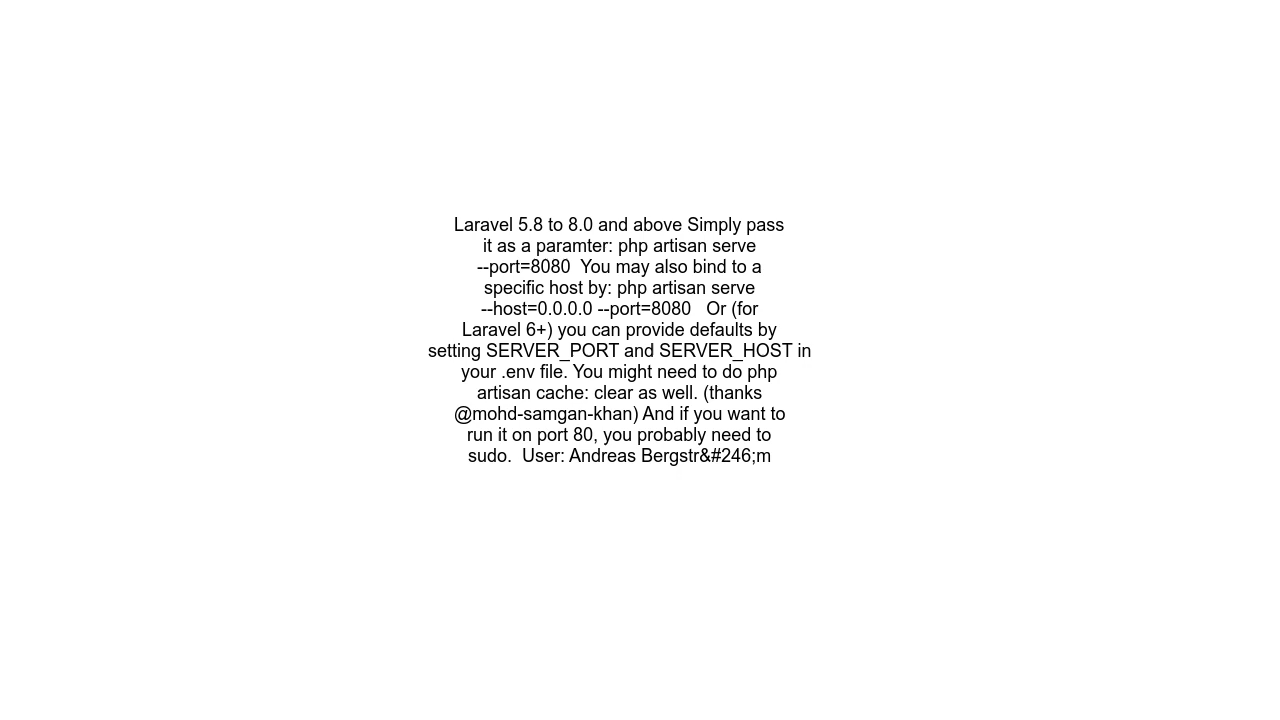 Laravel 5.8 to 8.0 and above Simply pass
it as a paramter: php artisan serve
--port=8080  You may also bind to a
specific host by: php artisan serve
--host=0.0.0.0 --port=8080   Or (for
Laravel 6+) you can provide defaults by
setting SERVER_PORT and SERVER_HOST in
your .env file. You might need to do php
artisan cache: clear as well. (thanks
@mohd-samgan-khan) And if you want to
run it on port 80, you probably need to
sudo.  User: Andreas Bergstr&#246;m